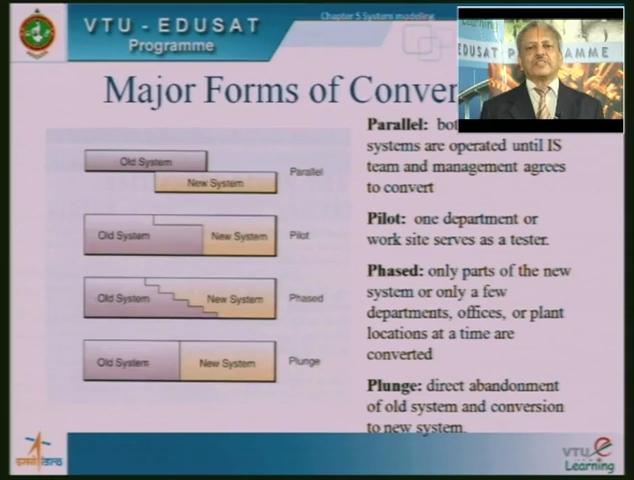 VTU - EDUSAT
Programme
Chapter 5 System modeling
EDUSAT PROGRAMME
Major Forms of Conver
Old System
New System
Parallel
Old System
New System
Pilot
Old System
New System
Phased
Old System
New System
Plunge
Parallel: bot
systems are operated until IS
team and management agrees
to convert
Pilot: one department or
work site serves as a tester.
Phased: only parts of the new
system or only a few
departments, offices, or plant
locations at a time are
converted
Plunge: direct abandonment
of old system and conversion
to new system.
VTU
Learning